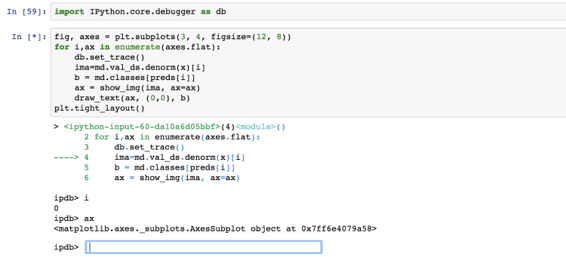 In [59]: import IPython.core.debugger as db
In [*]: fig, axes = plt.subplots(3, 4, figsize=(12, 8))
for i,ax in enumerate(axes.flat):
    db.set_trace()
    ima=md.val_ds.denorm(x)[i]
    b = md.classes[preds[i]]
    ax = show_img(ima, ax=ax)
    draw_text(ax, (0,0), b)
plt.tight_layout()
> <ipython-input-60-da10a6d05bbf>(4)<module>()
      2 for i,ax in enumerate(axes.flat):
      3     db.set_trace()
----> 4     ima=md.val_ds.denorm(x)[i]
      5     b = md.classes[preds[i]]
      6     ax = show_img(ima, ax=ax)
ipdb> i
0
ipdb> ax
<matplotlib.axes._subplots.AxesSubplot object at 0x7ff6e4079a58>
ipdb>